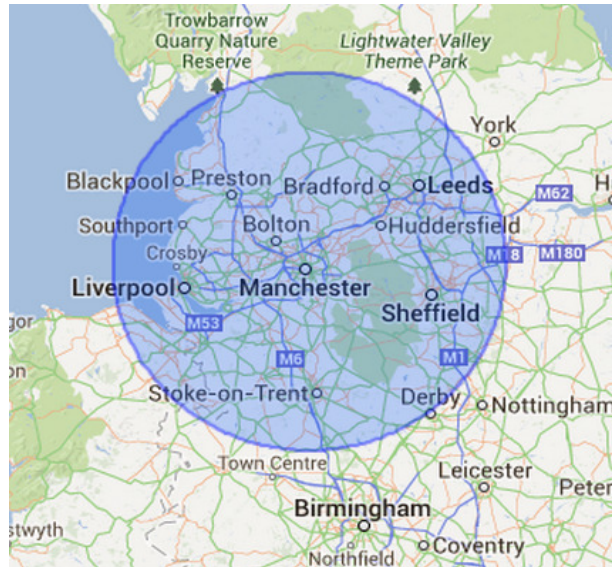 Trowbarrow
Quarry Nature
Reserve
Lightwater Valley
Theme Park
York
Blackpool
Preston
Bradford
Leeds
M62
H
Southport
Bolton
Huddersfield
Crosby
M18
M180
Liverpool
Manchester
Sheffield
M53
gor
M6
M1
on
Stoke-on-Trent
Derby
Nottingham
Town Centre
Leicester
Peter
Birmingham
stwyth
Northfield
Coventry